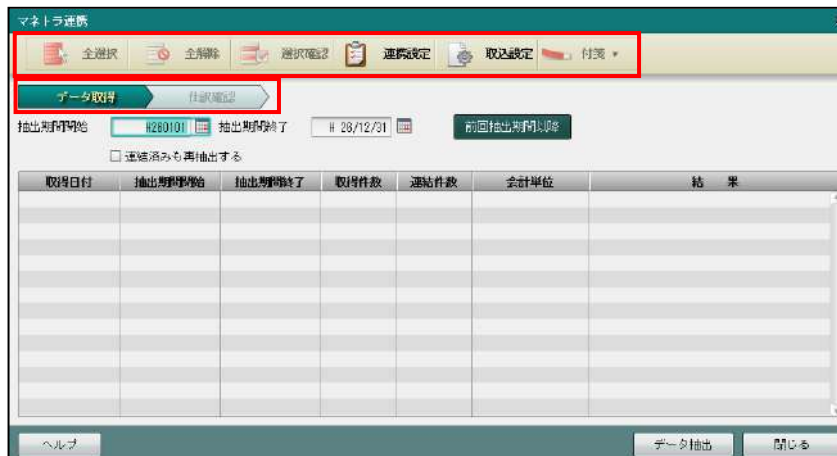 マネトラ連携
全選択 全解除 選択確認 連携設定 取込設定 付箋
データ取得 仕訳確認
抽出期間開始 H280101 抽出期間終了 H 28/12/31 前回抽出期間以降
連結済みも再抽出する
取得日付 抽出期間開始 抽出期間終了 取得件数 連結件数 会計単位 結 果
ヘルプ データ抽出 閉じる